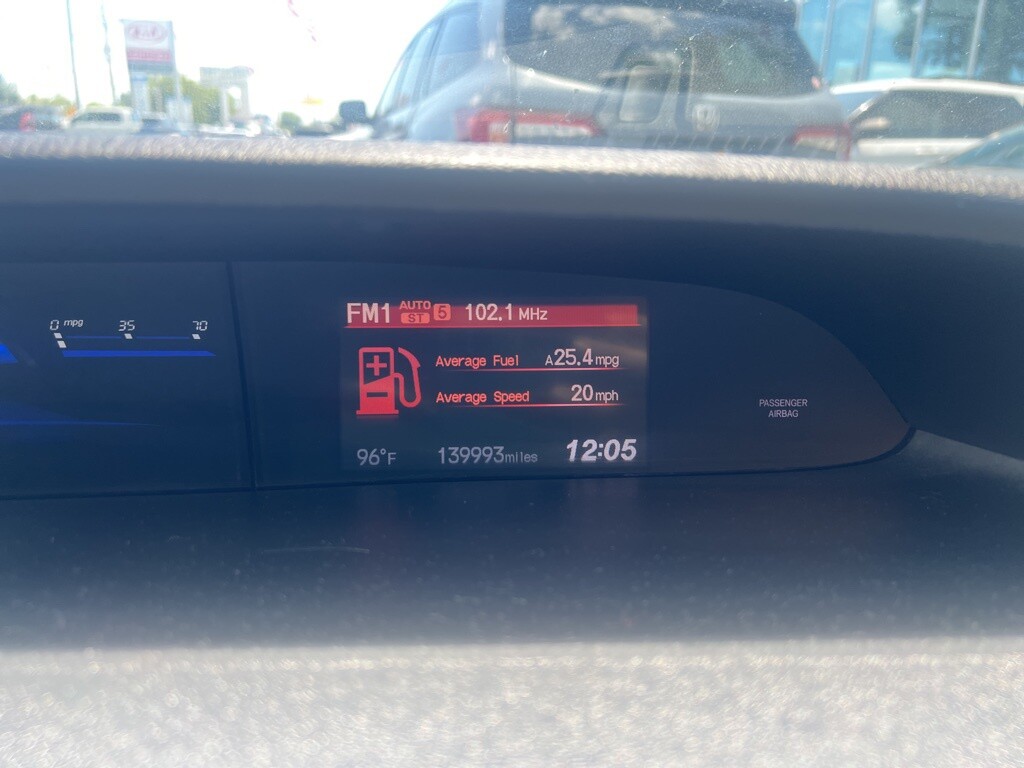 KIA
0 mpg 35 70
FM1 AUTO ST 5 102.1 MHz
Average Fuel A25.4 mpg
Average Speed 20 mph
96°F 139993 miles 12:05
PASSENGER
AIRBAG